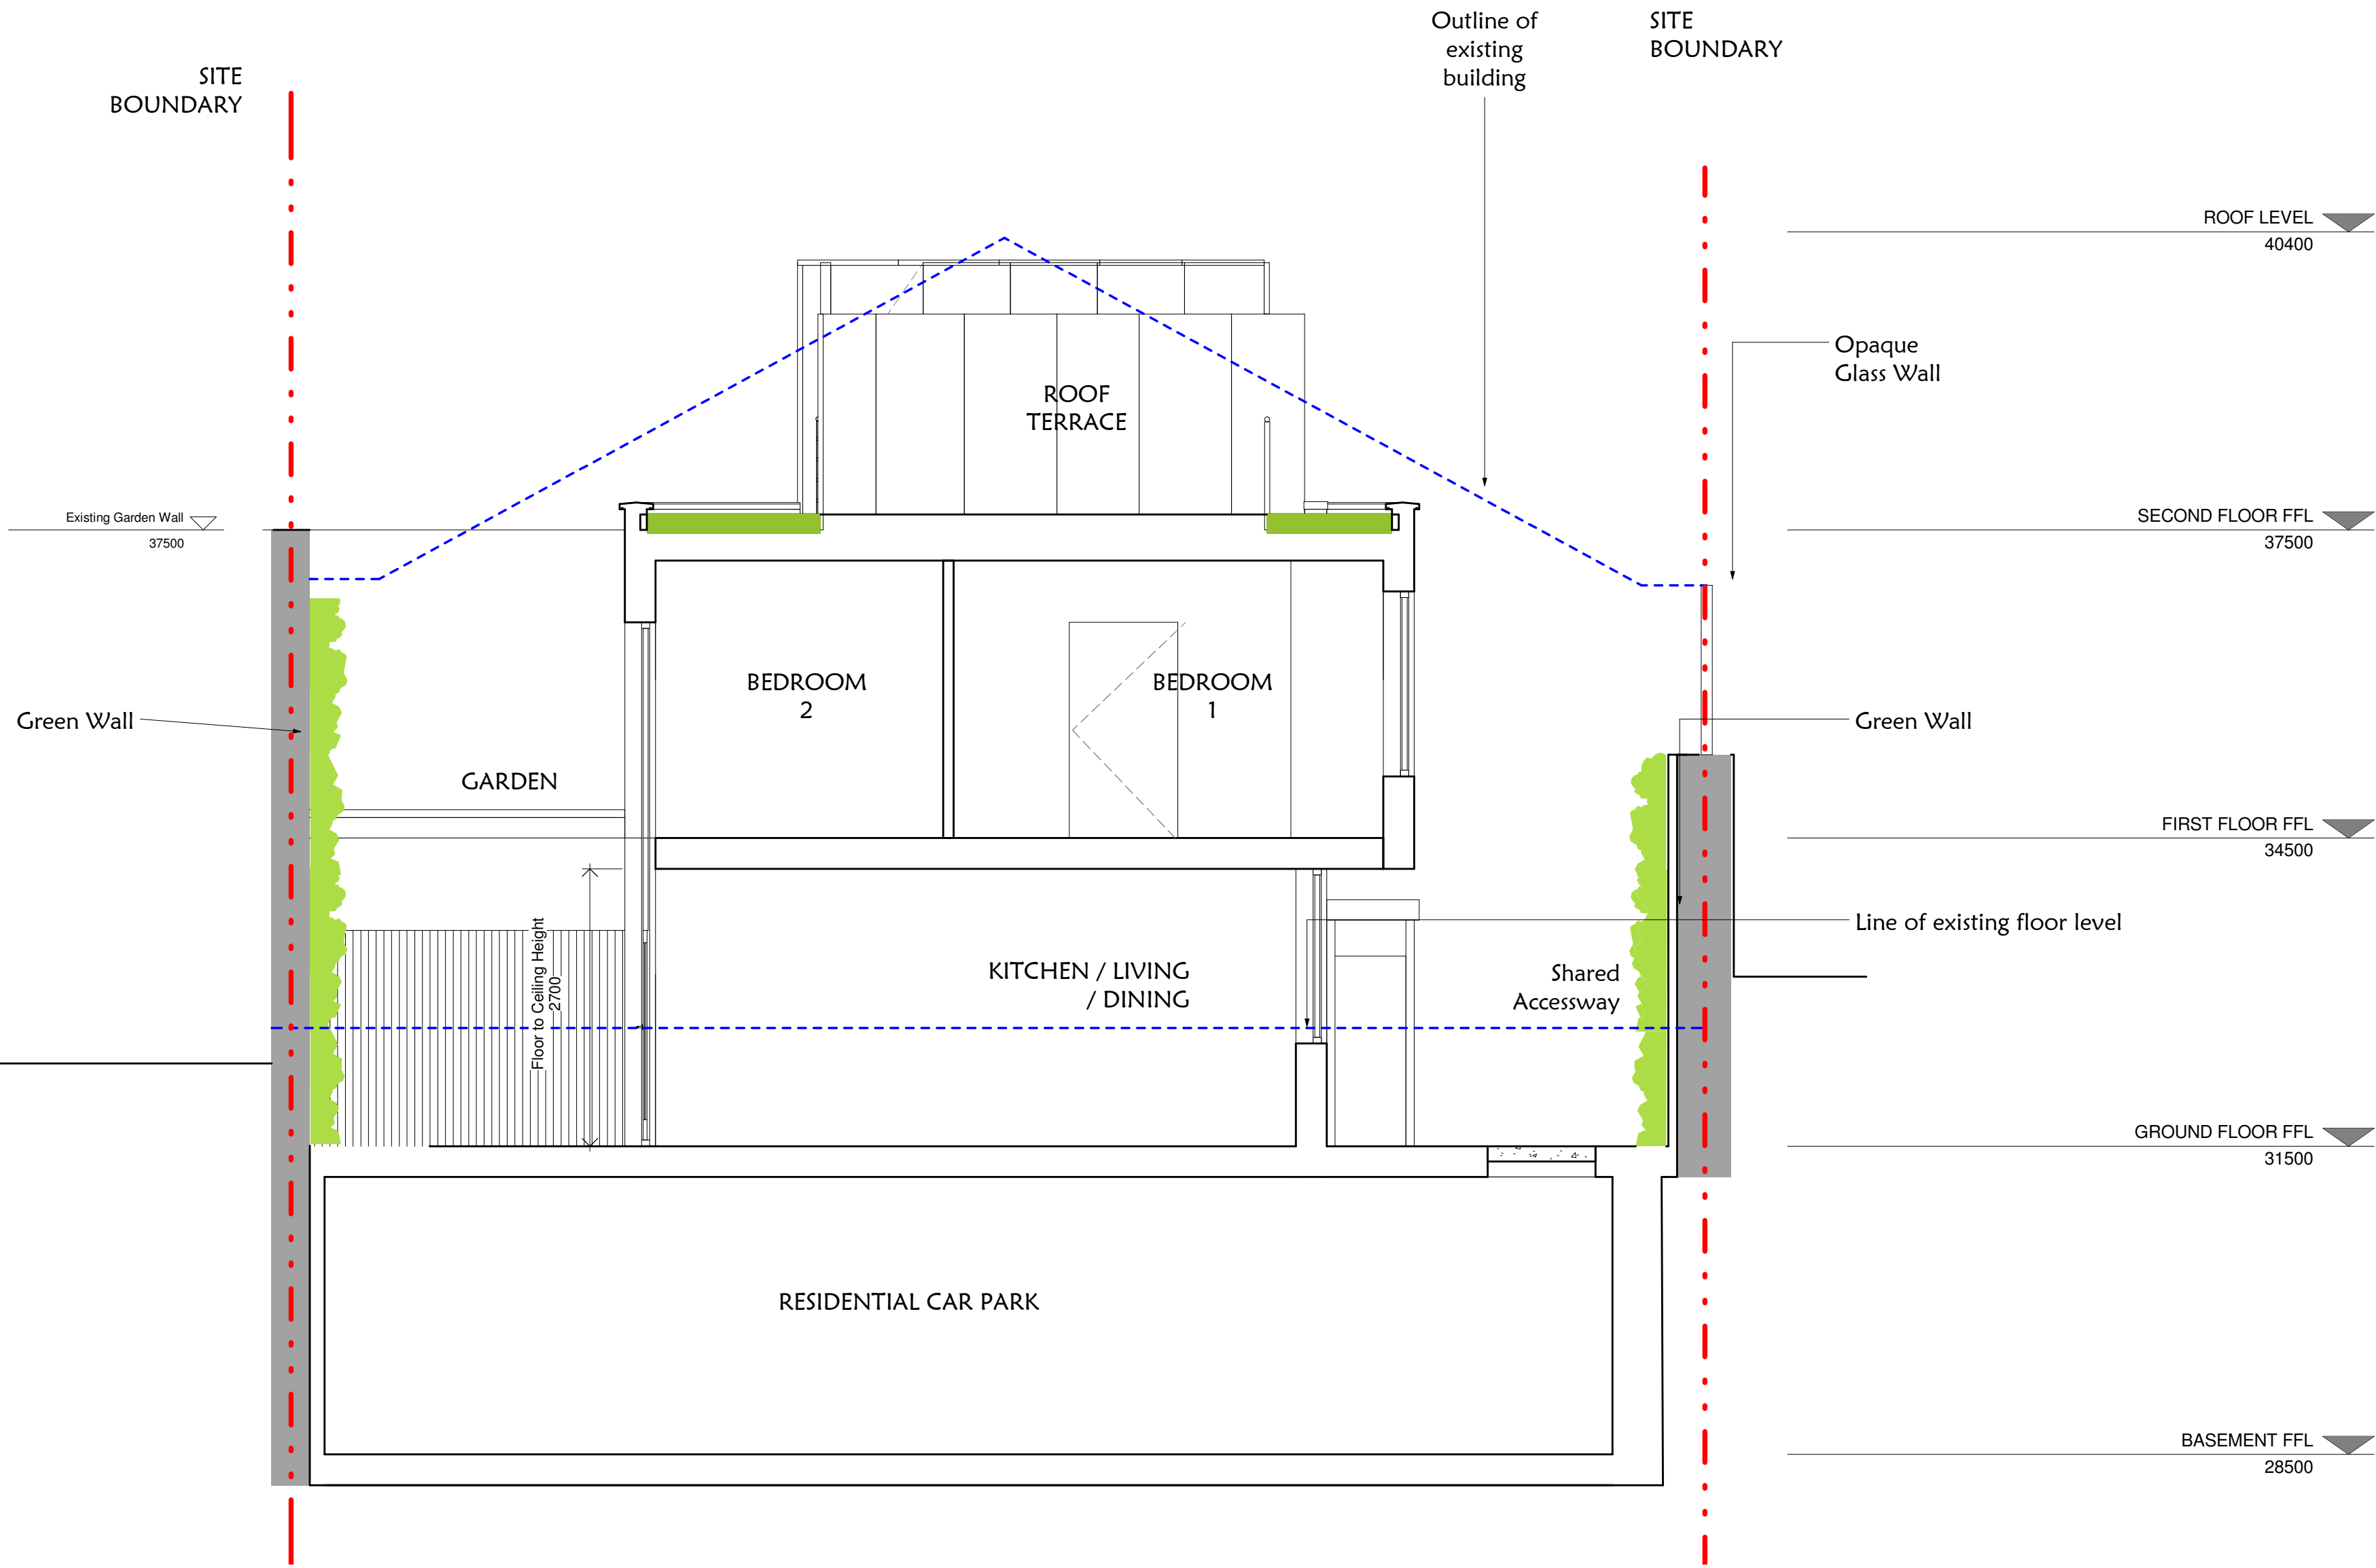 Outline of
existing
building
SITE
BOUNDARY
SITE
BOUNDARY
ROOF LEVEL
40400
Opaque
Glass Wall
ROOF
TERRACE
Existing Garden Wall
37500
SECOND FLOOR FFL
37500
BEDROOM
2
BEDROOM
1
Green Wall
Green Wall
GARDEN
FIRST FLOOR FFL
34500
Line of existing floor level
Floor to Ceiling Height
2700
KITCHEN / LIVING
/ DINING
Shared
Accessway
GROUND FLOOR FFL
31500
RESIDENTIAL CAR PARK
BASEMENT FFL
28500